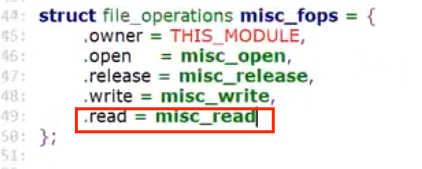 44: struct file_operations misc_fops = {
45: .owner = THIS_MODULE,
46: .open = misc_open,
47: .release = misc_release,
48: .write = misc_write,
49: .read = misc_read
50: };
51: